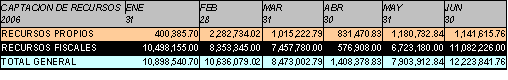 CAPTACION DE RECURSOS ENE FEB MAR ABR MAY JUN
2006 31 28 31 30 31 30
RECURSOS PROPIOS 400,385.70 2,282,734.02 1,015,222.79 831,470.83 1,180,732.84 1,141,615.76
RECURSOS FISCALES 10,498,155.00 8,353,345.00 7,457,780.00 576,908.00 6,723,180.00 11,082,226.00
TOTAL GENERAL 10,898,540.70 10,636,079.02 8,473,002.79 1,408,378.83 7,903,912.84 12,223,841.76